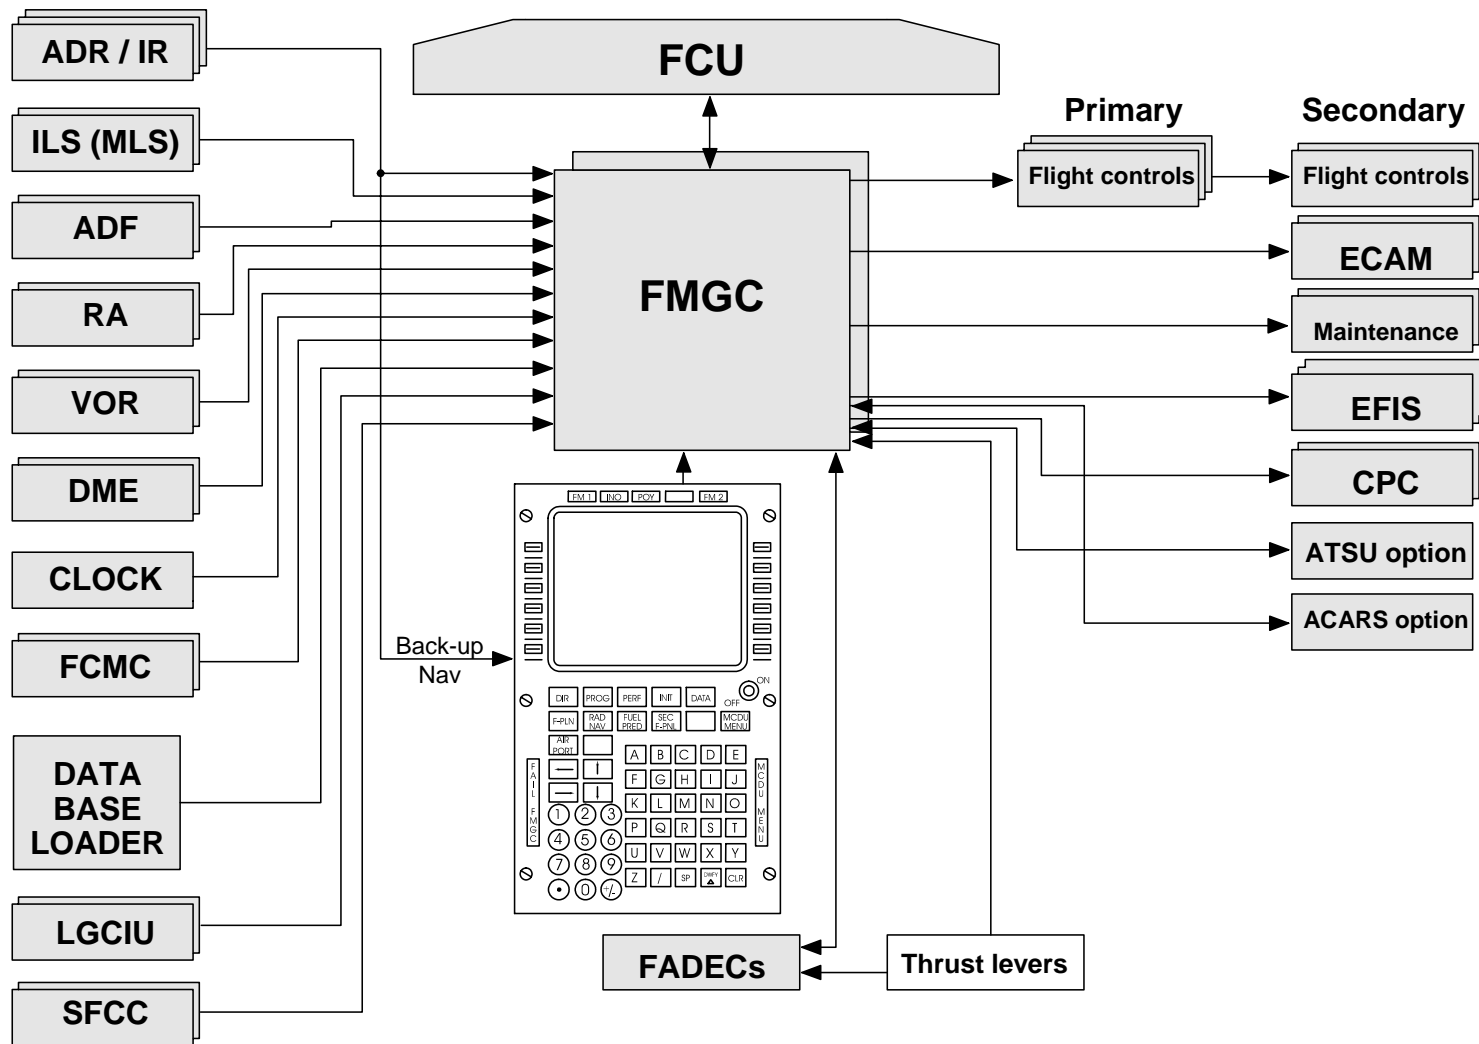 ADR / IR
ILS (MLS)
ADF
RA
VOR
DME
CLOCK
FCMC
DATA
BASE
LOADER
LGCIU
SFCC
FCU
FMGC
Back-up
Nav
FM 1 INO POY FM 2
ON
OFF
DIR PROG PERF INIT DATA
F-PLN RAD NAV FUEL PRED SEC F-PNL MCDU MENU
AIR PORT
FAIL FMGC
MCDU MENU
A B C D E
F G H I J
K L M N O
P Q R S T
U V W X Y
Z / SP OWFY CLR
1 2 3
4 5 6
7 8 9
• 0 +/-
FADECs
Thrust levers
Primary
Flight controls
Secondary
Flight controls
ECAM
Maintenance
EFIS
CPC
ATSU option
ACARS option